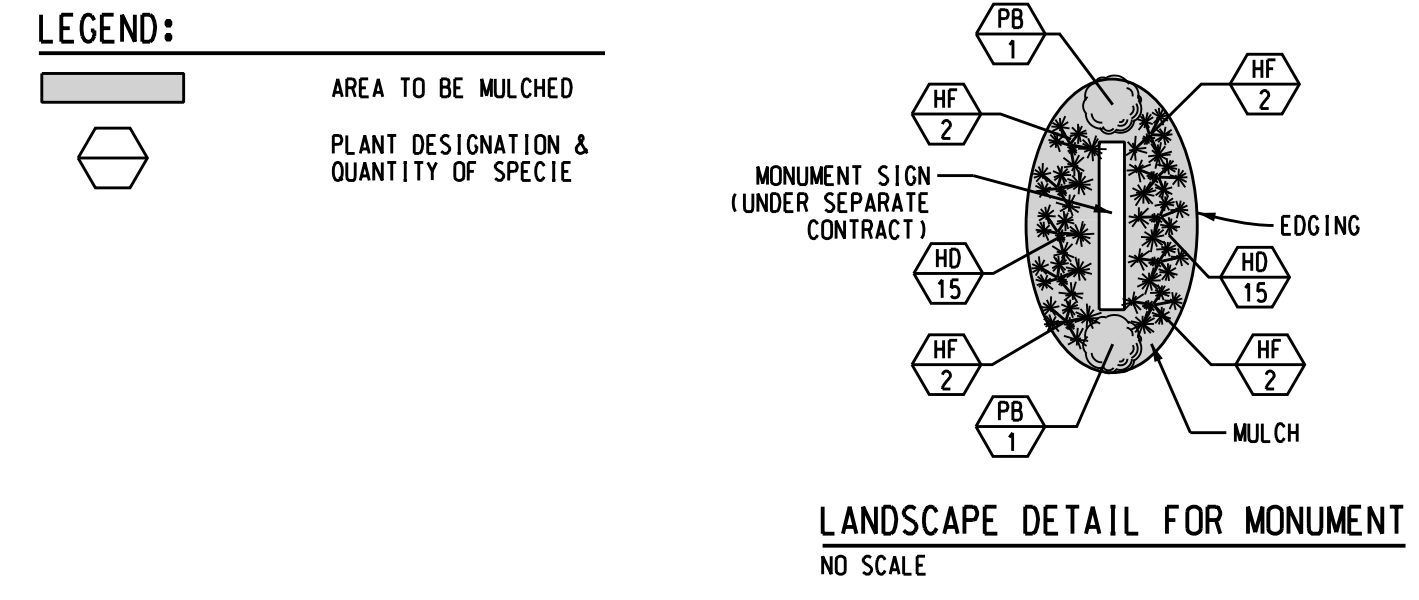 LEGEND:
AREA TO BE MULCHED
PLANT DESIGNATION &
QUANTITY OF SPECIE
PB
1
HF
2
HF
2
MONUMENT SIGN
(UNDER SEPARATE
CONTRACT)
EDGING
HD
15
HD
15
HF
2
HF
2
PB
1
MULCH
LANDSCAPE DETAIL FOR MONUMENT
NO SCALE